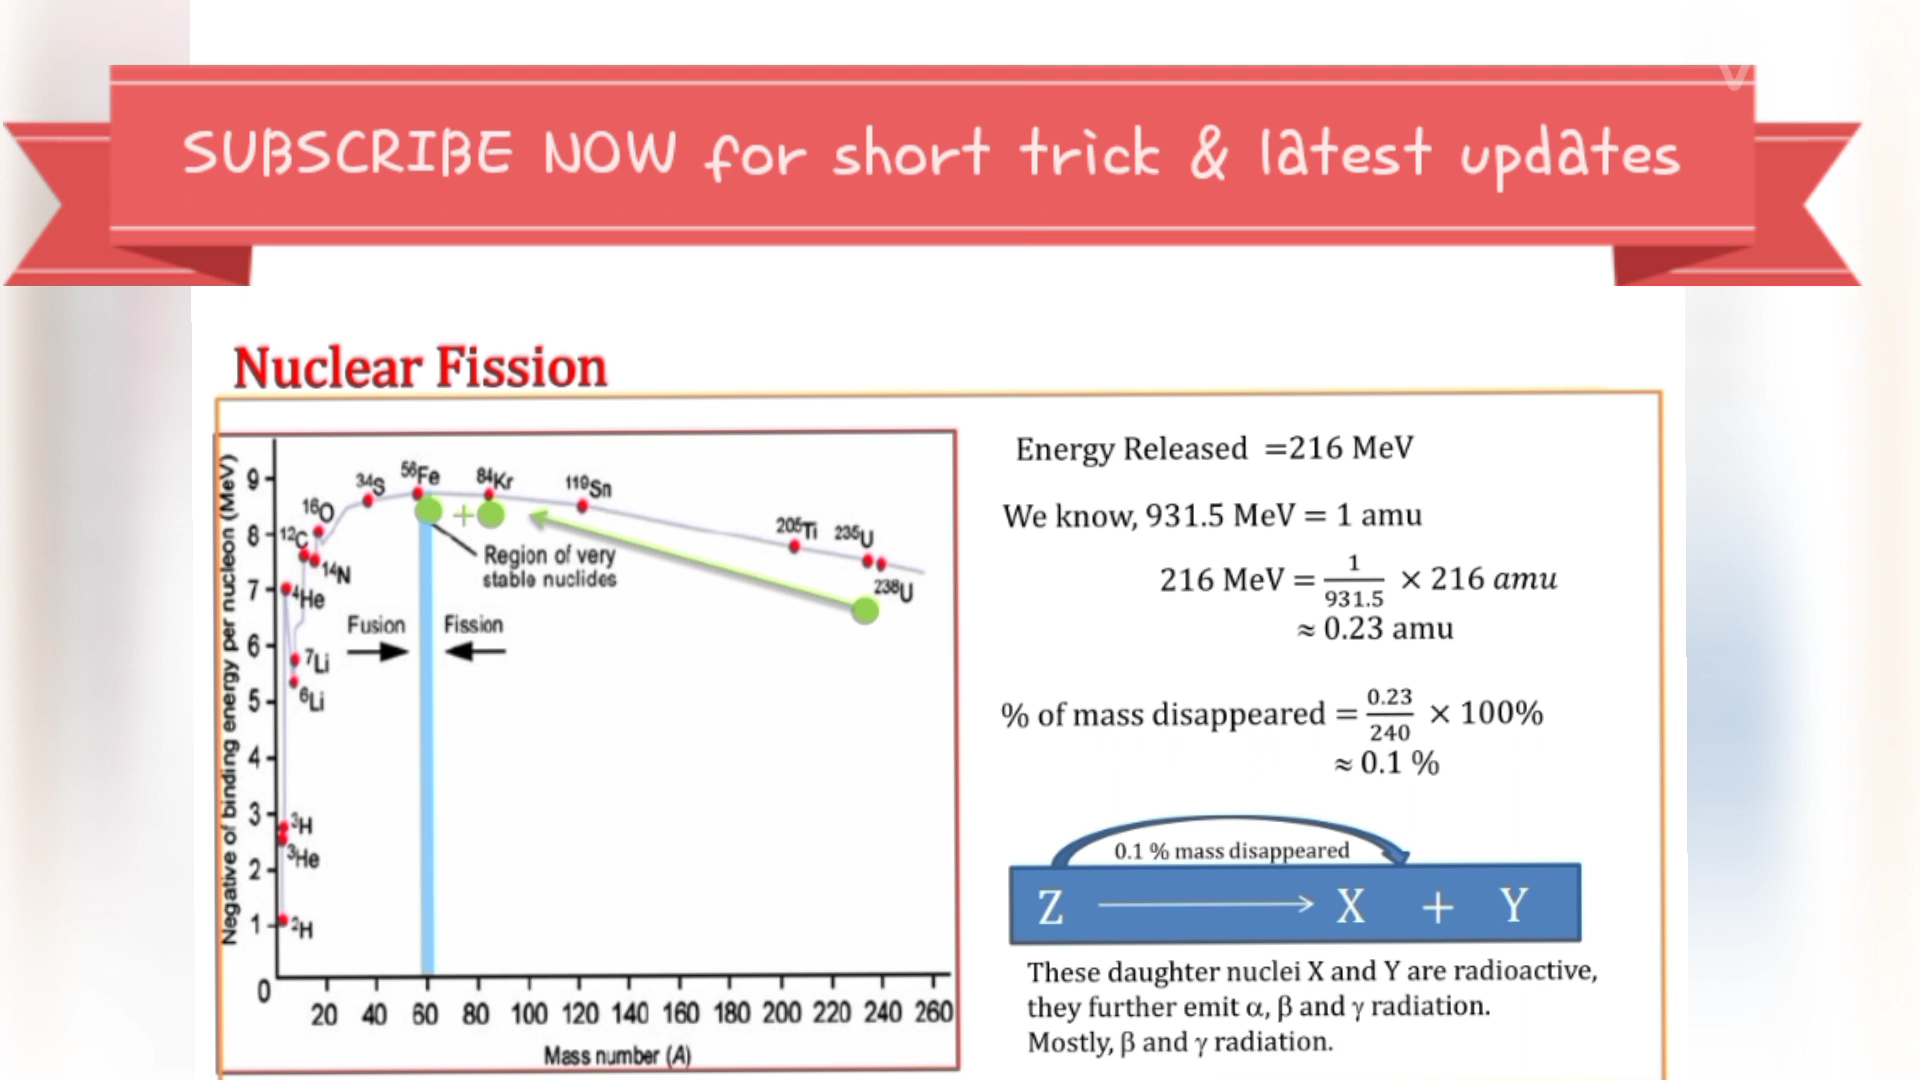 SUBSCRIBE NOW for short trick & latest updates
V
Nuclear Fission
Negative of binding energy per nucleon (MeV)
9
8
7
6
5
4
3
2
1
0
20 40 60 80 100 120 140 160 180 200 220 240 260
Mass number (A)
²H
³He
³H
⁶Li
⁷Li
⁴He
¹⁴N
¹²C
¹⁶O
³⁴S
⁵⁶Fe
⁸⁴Kr
¹¹⁹Sn
²⁰⁵Ti
²³⁵U
²³⁸U
+
Region of very
stable nuclides
Fusion
Fission
Energy Released =216 MeV
We know, 931.5 MeV = 1 amu
216 MeV = 1/931.5 × 216 amu
≈ 0.23 amu
% of mass disappeared = 0.23/240 × 100%
≈ 0.1 %
0.1 % mass disappeared
Z → X + Y
These daughter nuclei X and Y are radioactive,
they further emit α, β and γ radiation.
Mostly, β and γ radiation.